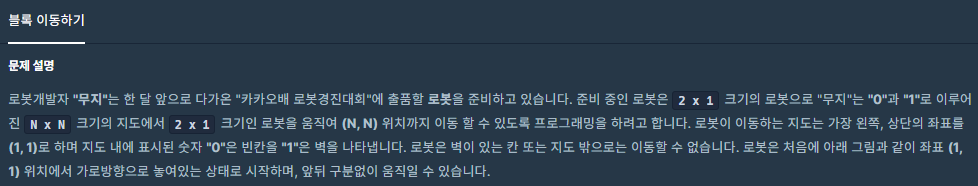 블록 이동하기
문제 설명
로봇개발자 "무지"는 한 달 앞으로 다가온 "카카오배 로봇경진대회"에 출품할 로봇을 준비하고 있습니다. 준비 중인 로봇은 2 x 1 크기의 로봇으로 "무지"는 "0"과 "1"로 이루어
진 N x N 크기의 지도에서 2 x 1 크기인 로봇을 움직여 (N, N) 위치까지 이동 할 수 있도록 프로그래밍을 하려고 합니다. 로봇이 이동하는 지도는 가장 왼쪽, 상단의 좌표를
(1, 1)로 하며 지도 내에 표시된 숫자 "0"은 빈칸을 "1"은 벽을 나타냅니다. 로봇은 벽이 있는 칸 또는 지도 밖으로는 이동할 수 없습니다. 로봇은 처음에 아래 그림과 같이 좌표 (1,
1) 위치에서 가로방향으로 놓여있는 상태로 시작하며, 앞뒤 구분없이 움직일 수 있습니다.